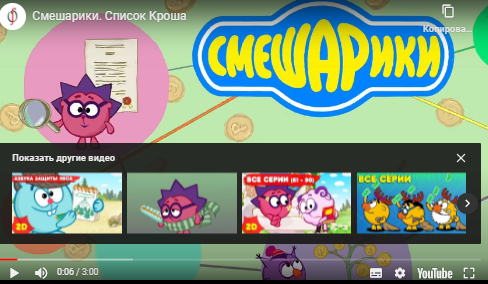 Смешарики. Список Кроша
Копирова...
СМЕШАРИКИ
Показать другие видео
АЗБУКА ЗАЩИТЫ ЛЕСА
ВСЕ СЕРИИ (81 - 90)
ВСЕ СЕРИИ
2D
2D
2D
0:06 / 3:00
YouTube